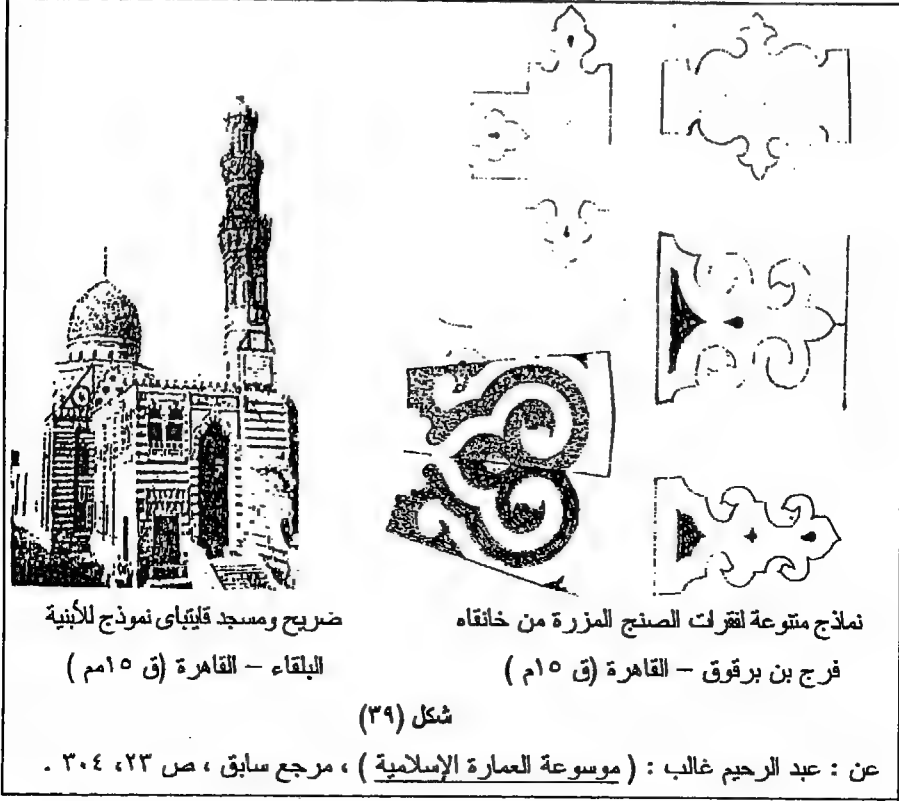 نماذج متنوعة لفقرات الصنج المزررة من خانقاه
فرج بن برقوق – القاهرة (ق ١٥م )
ضريح ومسجد قايتباى نموذج للأبنية
البلقاء – القاهرة (ق ١٥مم )
شكل (٣٩)
عن : عبد الرحيم غالب : ( موسوعة العمارة الإسلامية ) ، مرجع سابق ، ص ٢٣، ٣٠٤ .